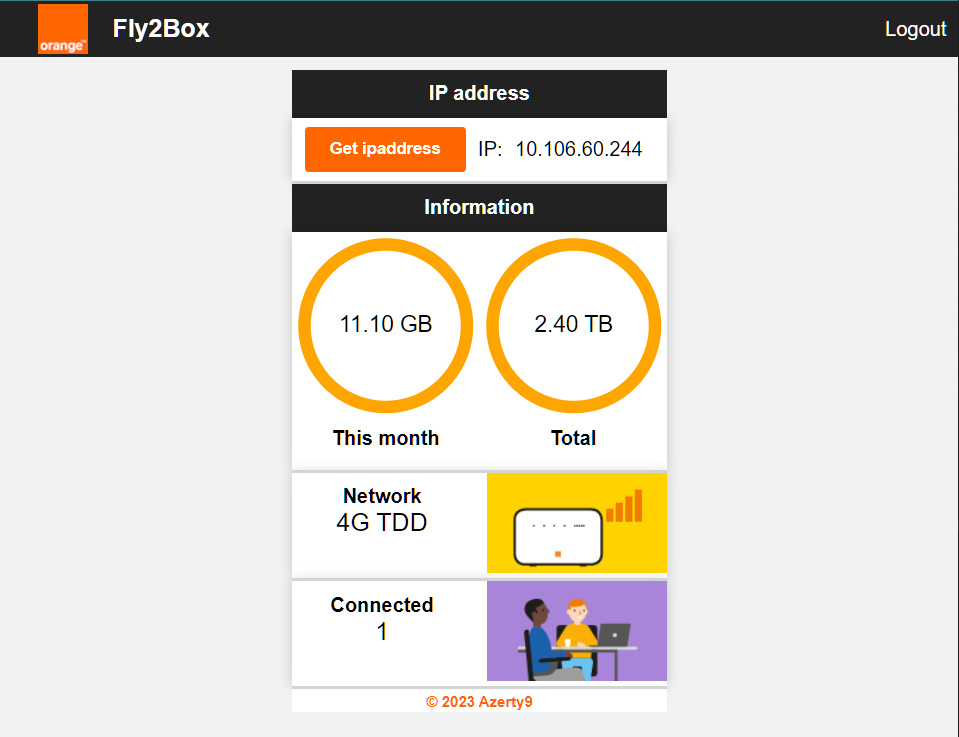 orange™
Fly2Box
Logout
IP address
Get ipaddress
IP: 10.106.60.244
Information
11.10 GB
2.40 TB
This month
Total
Network
4G TDD
Connected
1
© 2023 Azerty9